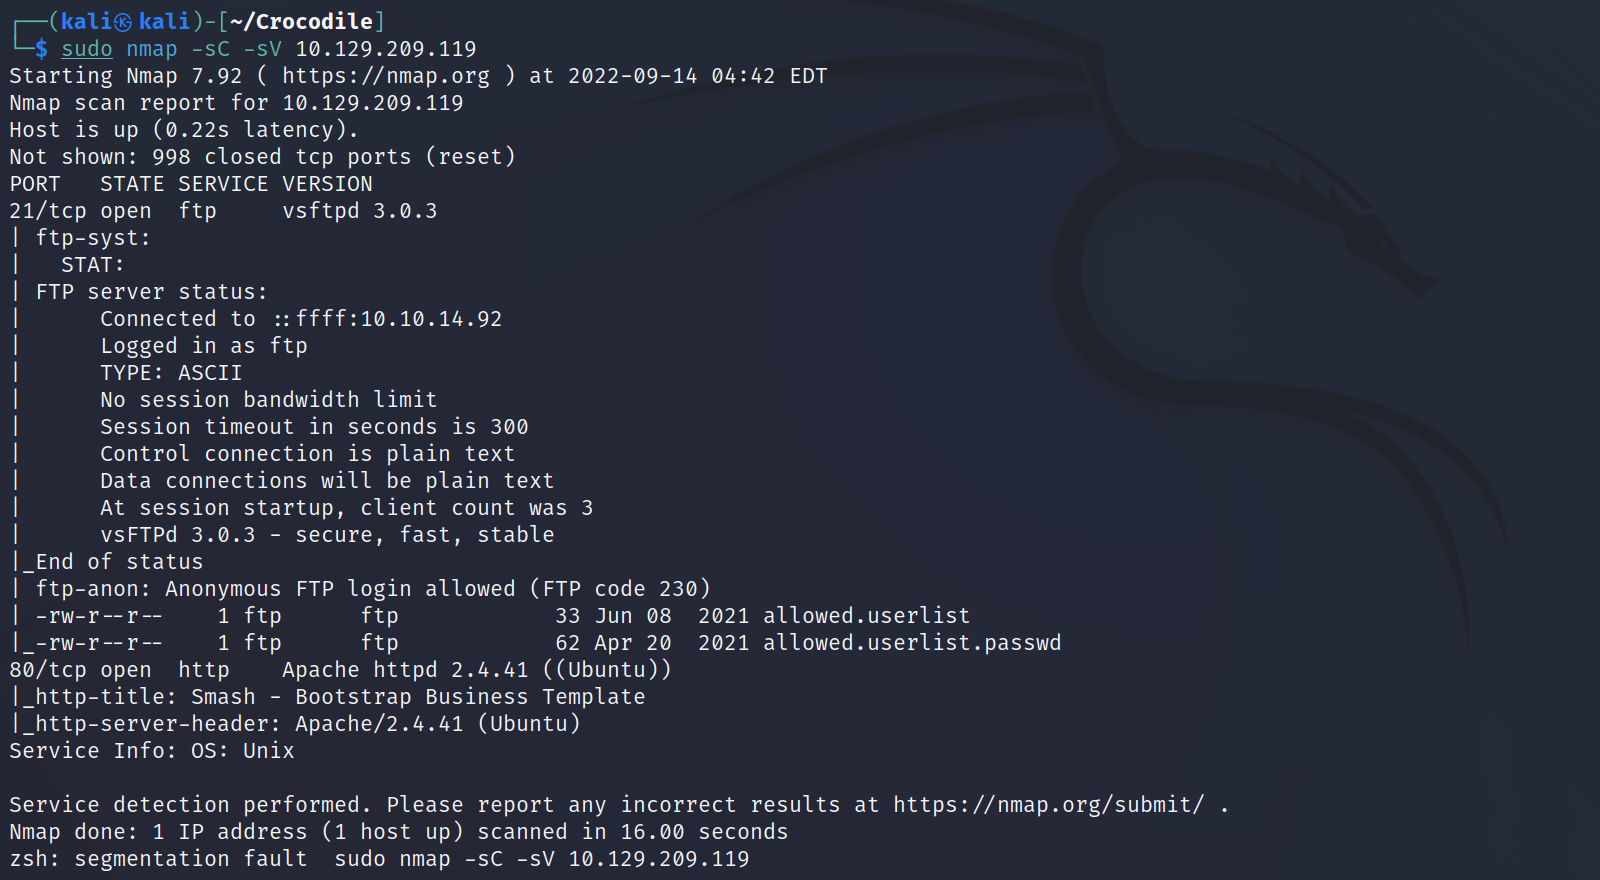 ┌──(kali㉿kali)-[~/Crocodile]
└─$ sudo nmap -sC -sV 10.129.209.119
Starting Nmap 7.92 ( https://nmap.org ) at 2022-09-14 04:42 EDT
Nmap scan report for 10.129.209.119
Host is up (0.22s latency).
Not shown: 998 closed tcp ports (reset)
PORT   STATE SERVICE VERSION
21/tcp open  ftp     vsftpd 3.0.3
| ftp-syst:
|   STAT:
| FTP server status:
|      Connected to ::ffff:10.10.14.92
|      Logged in as ftp
|      TYPE: ASCII
|      No session bandwidth limit
|      Session timeout in seconds is 300
|      Control connection is plain text
|      Data connections will be plain text
|      At session startup, client count was 3
|      vsFTPd 3.0.3 - secure, fast, stable
|_End of status
| ftp-anon: Anonymous FTP login allowed (FTP code 230)
| -rw-r--r--    1 ftp      ftp            33 Jun 08  2021 allowed.userlist
|_-rw-r--r--    1 ftp      ftp            62 Apr 20  2021 allowed.userlist.passwd
80/tcp open  http    Apache httpd 2.4.41 ((Ubuntu))
|_http-title: Smash - Bootstrap Business Template
|_http-server-header: Apache/2.4.41 (Ubuntu)
Service Info: OS: Unix

Service detection performed. Please report any incorrect results at https://nmap.org/submit/ .
Nmap done: 1 IP address (1 host up) scanned in 16.00 seconds
zsh: segmentation fault  sudo nmap -sC -sV 10.129.209.119